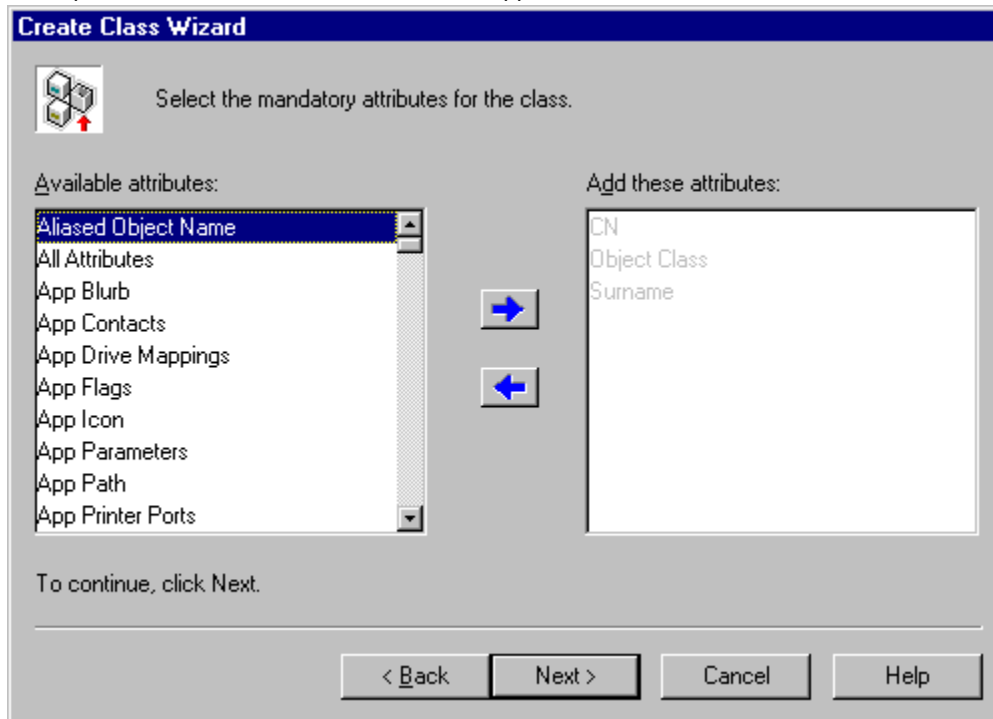 Create Class Wizard
Select the mandatory attributes for the class.
Available attributes:
Aliased Object Name
All Attributes
App Blurb
App Contacts
App Drive Mappings
App Flags
App Icon
App Parameters
App Path
App Printer Ports
Add these attributes:
CN
Object Class
Surname
To continue, click Next.
< Back
Next >
Cancel
Help